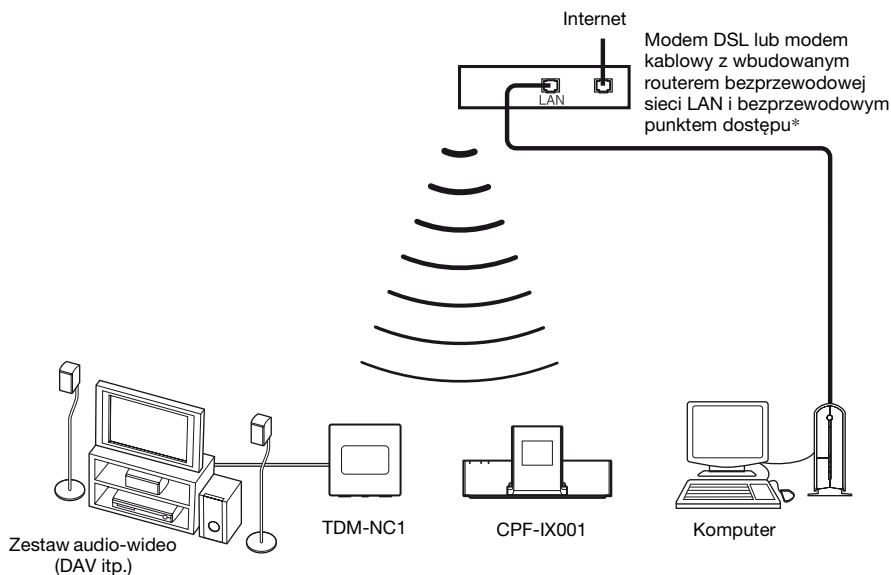 Internet
Modem DSL lub modem
kablowy z wbudowanym
routerem bezprzewodowej
sieci LAN i bezprzewodowym
punktem dostępu*
LAN
TDM-NC1
CPF-IX001
Komputer
Zestaw audio-wideo
(DAV itp.)